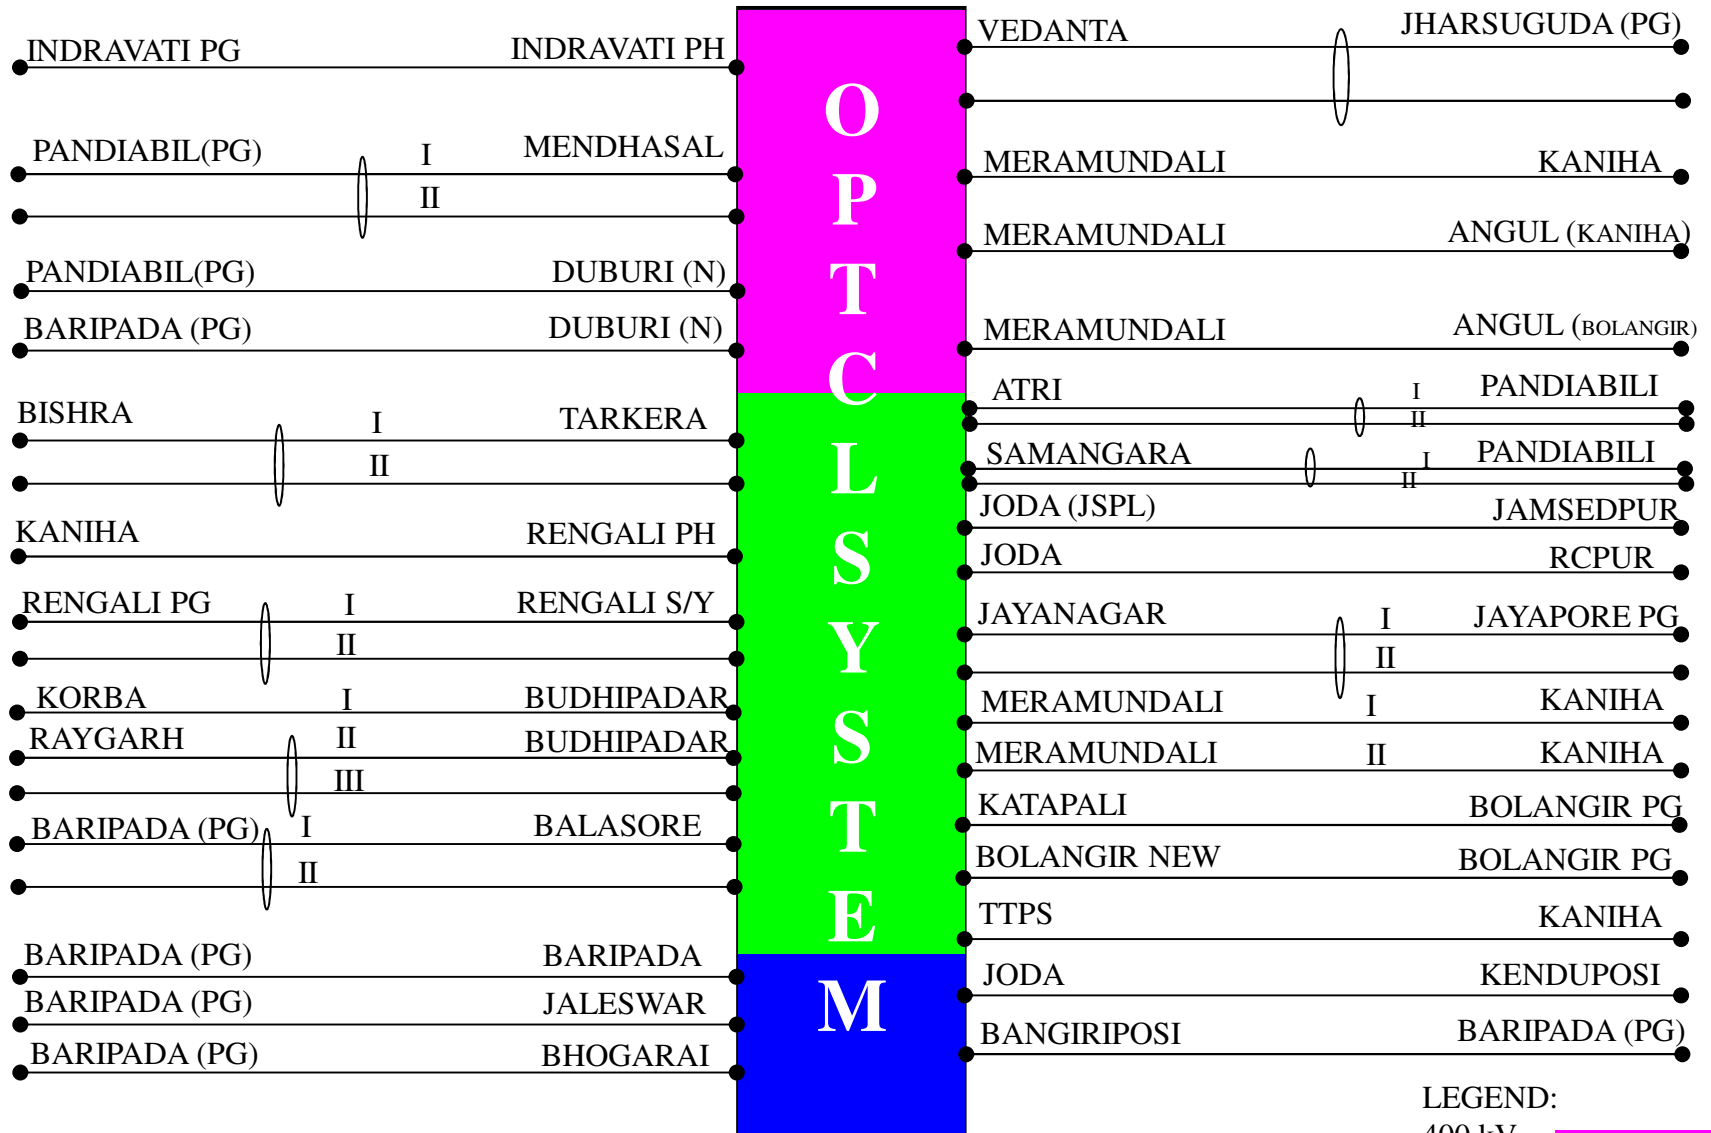 INDRAVATI PG INDRAVATI PH
PANDIABIL(PG) I MENDHASAL
II
PANDIABIL(PG) DUBURI (N)
BARIPADA (PG) DUBURI (N)
BISHRA I TARKERA
II
KANIHA RENGALI PH
RENGALI PG I RENGALI S/Y
II
KORBA I BUDHIPADAR
RAYGARH II BUDHIPADAR
III
BARIPADA (PG) I BALASORE
II
BARIPADA (PG) BARIPADA
BARIPADA (PG) JALESWAR
BARIPADA (PG) BHOGARAI
O
P
T
C
L
S
Y
S
T
E
M
VEDANTA JHARSUGUDA (PG)
MERAMUNDALI KANIHA
MERAMUNDALI ANGUL (KANIHA)
MERAMUNDALI ANGUL (BOLANGIR)
ATRI I PANDIABILI
II
SAMANGARA I PANDIABILI
II
JODA (JSPL) JAMSEDPUR
JODA RCPUR
JAYANAGAR I JAYAPORE PG
II
MERAMUNDALI I KANIHA
MERAMUNDALI II KANIHA
KATAPALI BOLANGIR PG
BOLANGIR NEW BOLANGIR PG
TTPS KANIHA
JODA KENDUPOSI
BANGIRIPOSI BARIPADA (PG)
LEGEND:
400 kV